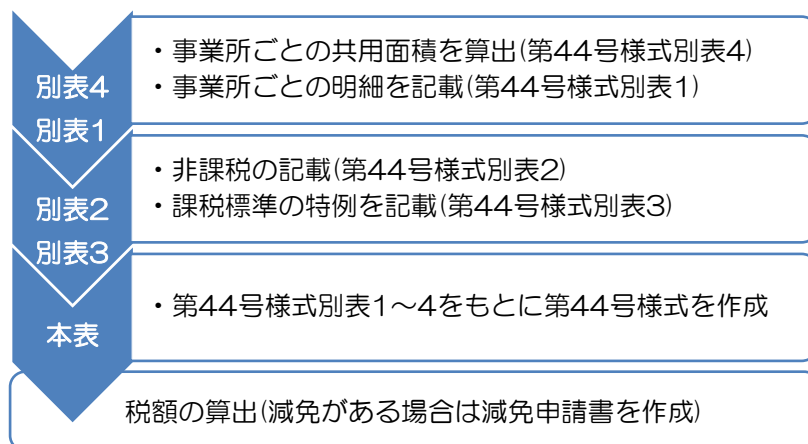 別表4
別表1
・事業所ごとの共用面積を算出(第44号様式別表4)
・事業所ごとの明細を記載(第44号様式別表1)
別表2
別表3
・非課税の記載(第44号様式別表2)
・課税標準の特例を記載(第44号様式別表3)
本表
・第44号様式別表1～4をもとに第44号様式を作成
税額の算出(減免がある場合は減免申請書を作成)